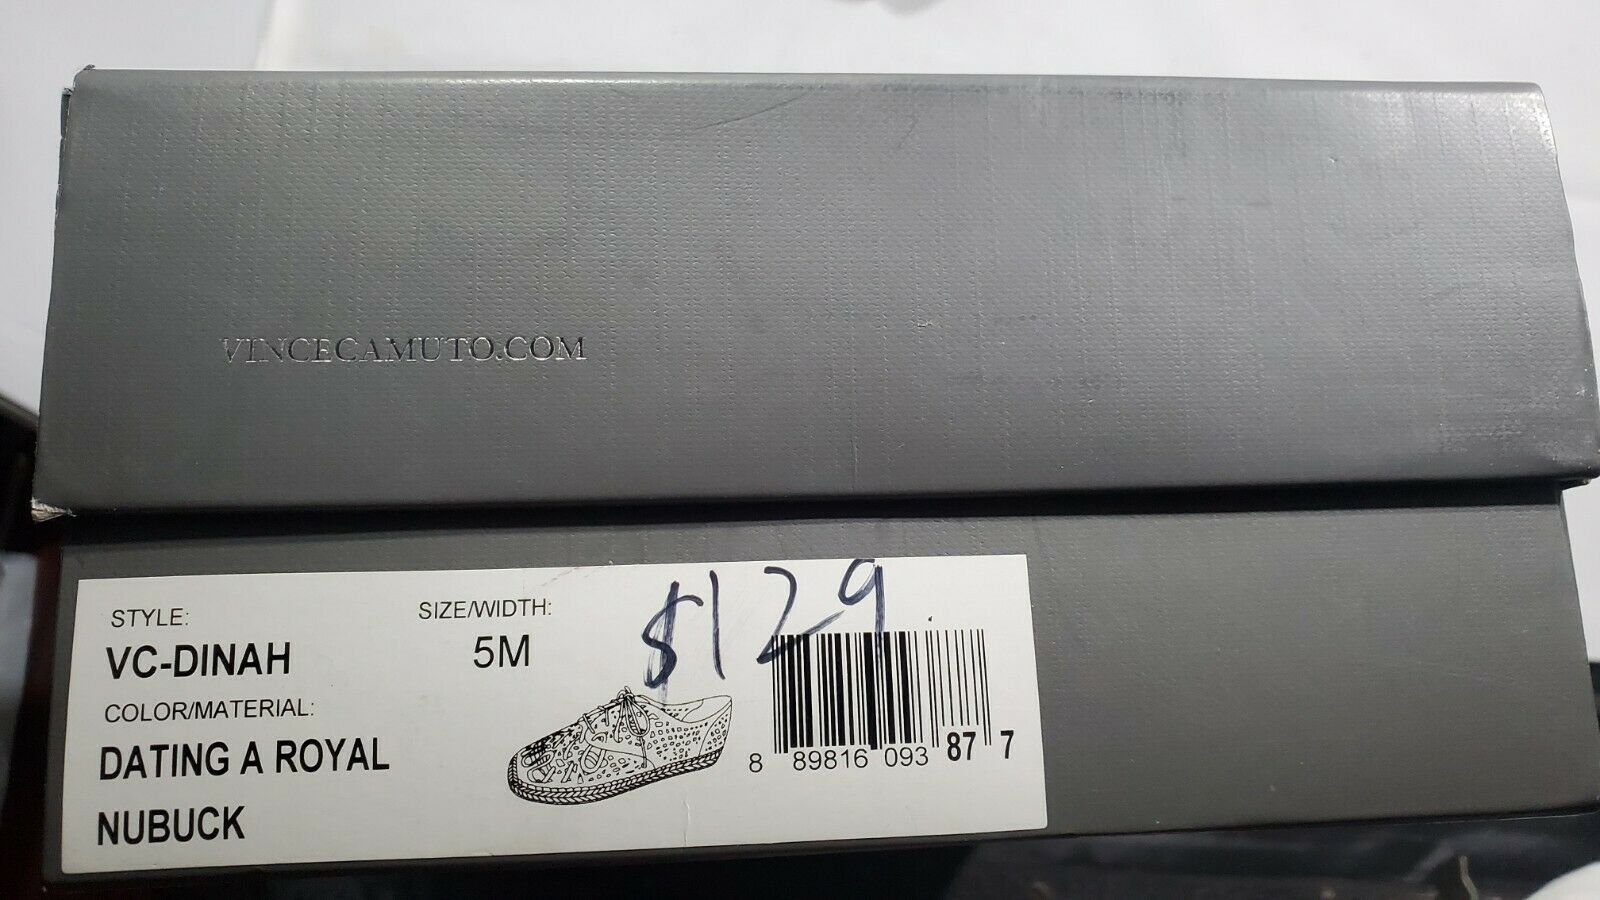 VINCECAMUTO.COM
STYLE:
VC-DINAH
SIZE/WIDTH:
5M
$129
COLOR/MATERIAL:
DATING A ROYAL
NUBUCK
8 89816 093 87 7